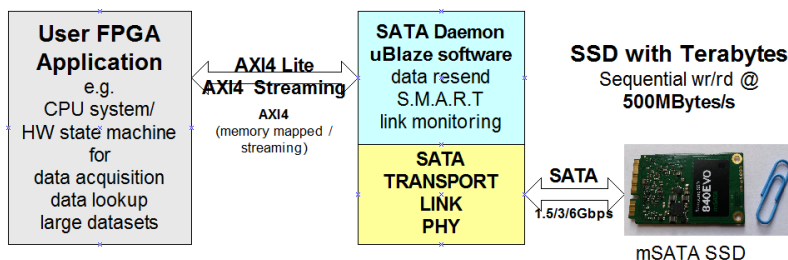 User FPGA
Application
e.g.
CPU system/
HW state machine
for
data acquisition
data lookup
large datasets
AXI4 Lite
AXI4 Streaming
AXI4
(memory mapped /
streaming)
SATA Daemon
uBlaze software
data resend
S.M.A.R.T
link monitoring
SATA
TRANSPORT
LINK
PHY
SSD with Terabytes
Sequential wr/rd @
500MBytes/s
SATA
1.5/3/6Gbps
840EVO
mSATA SSD